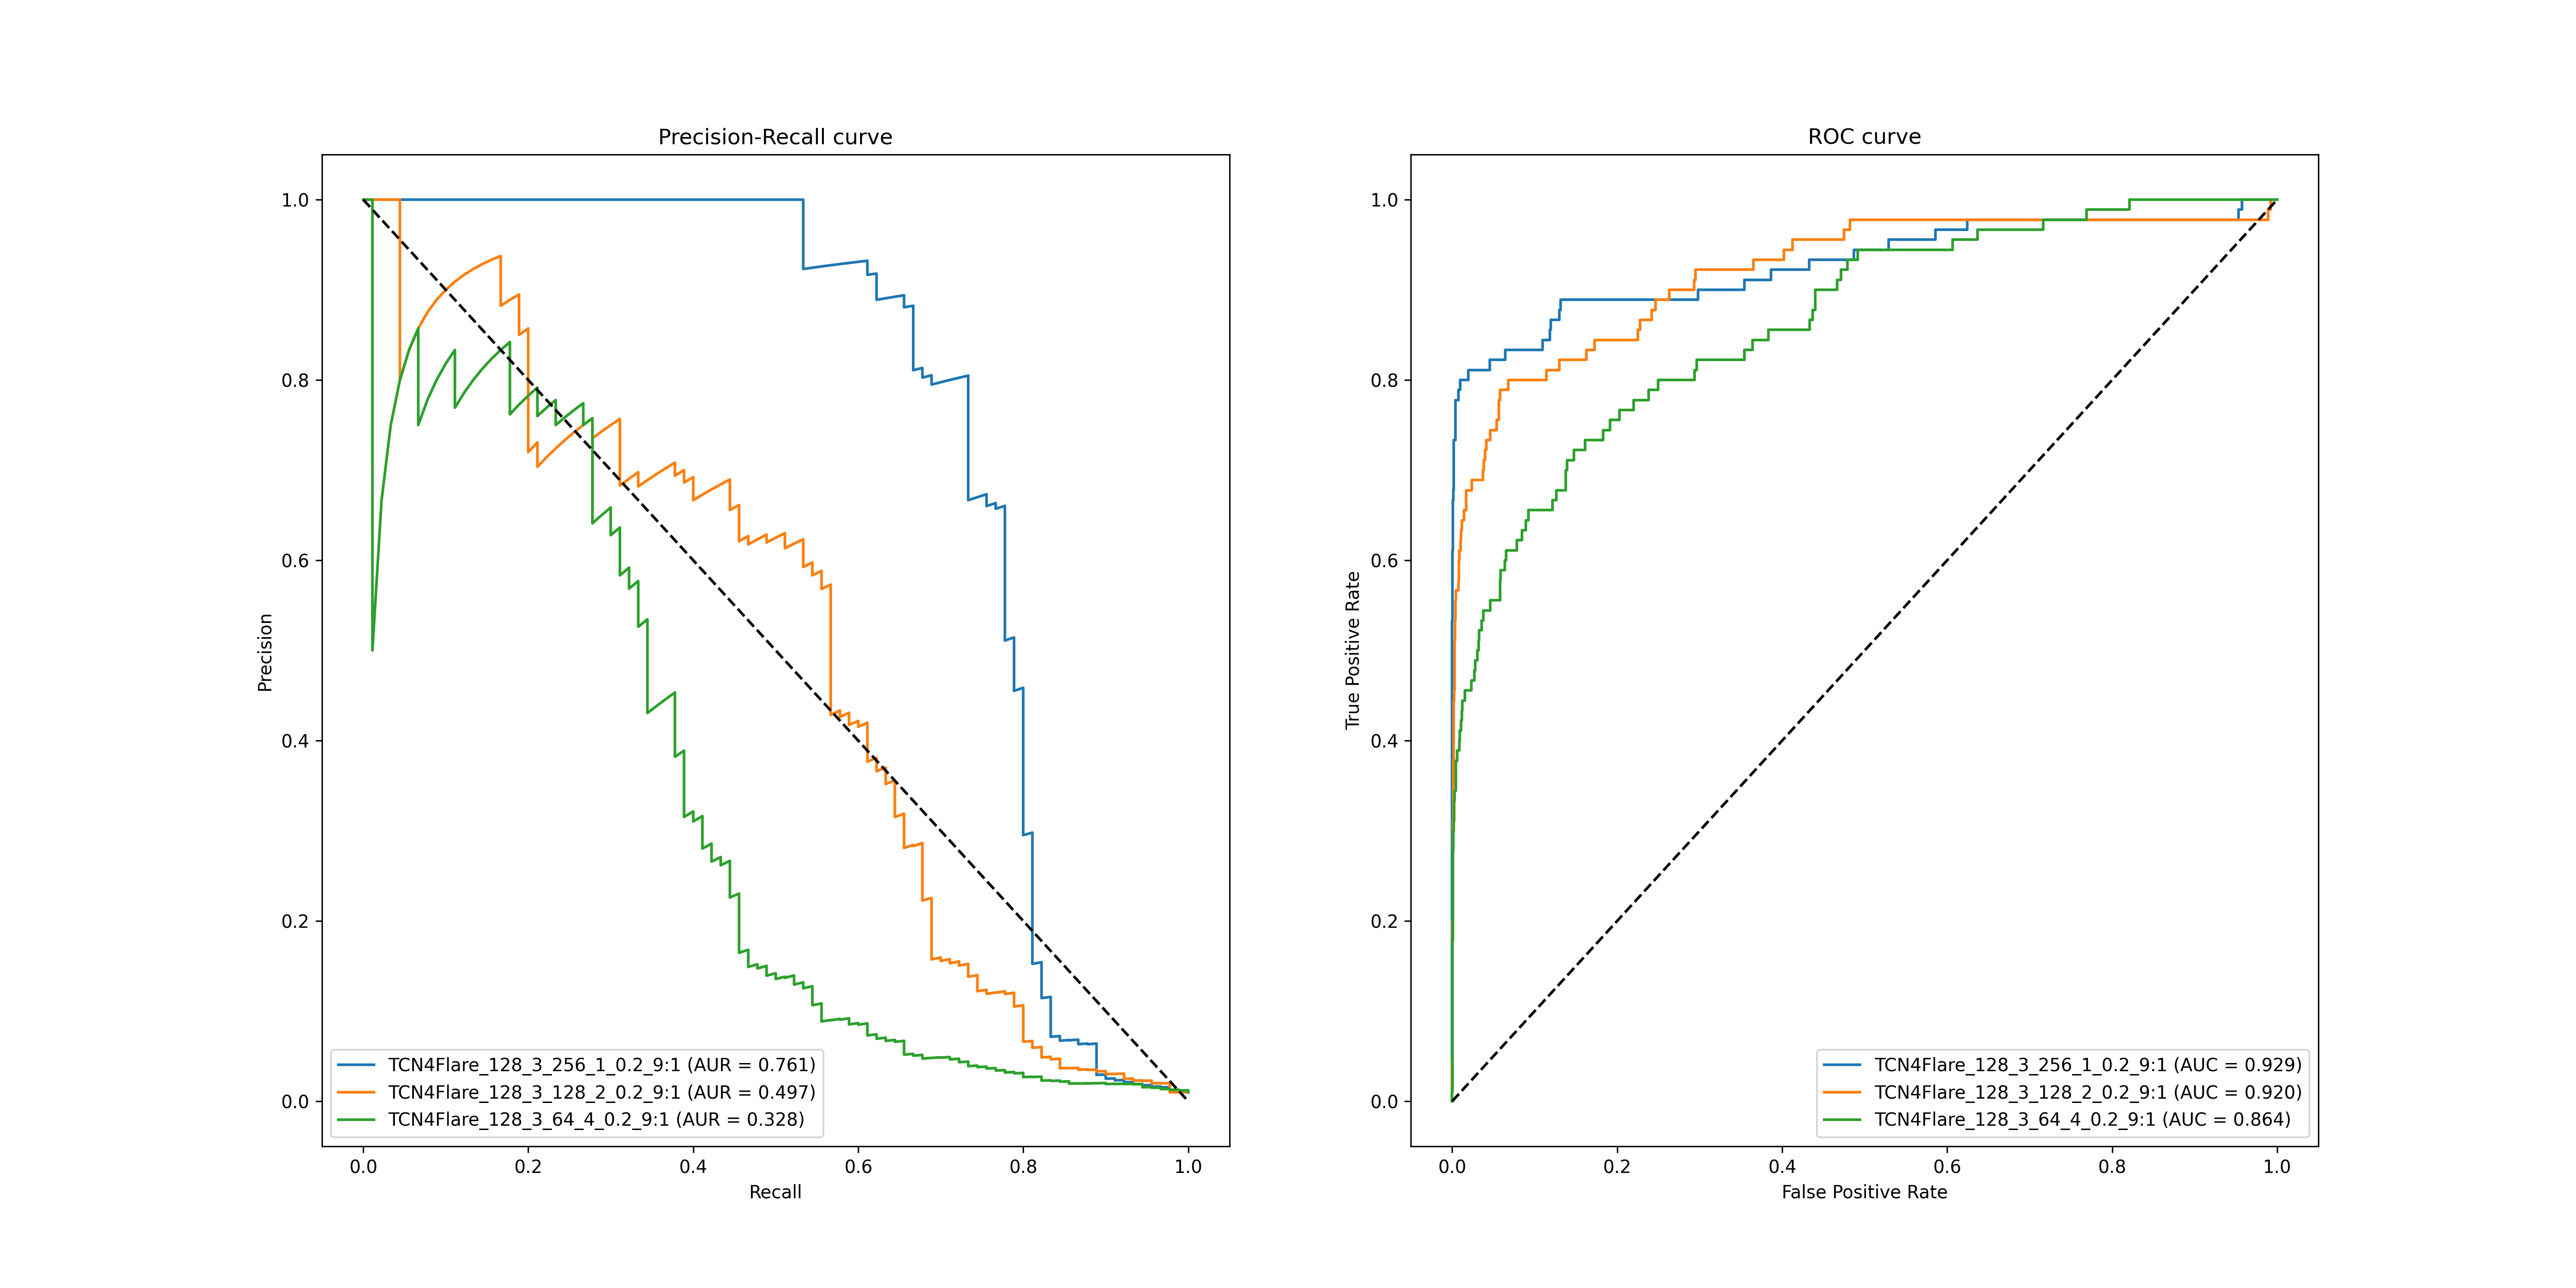 Precision-Recall curve
1.0
0.8
0.6
0.4
0.2
0.0
Precision
TCN4Flare_128_3_256_1_0.2_9:1 (AUR = 0.761)
TCN4Flare_128_3_128_2_0.2_9:1 (AUR = 0.497)
TCN4Flare_128_3_64_4_0.2_9:1 (AUR = 0.328)
0.0 0.2 0.4 0.6 0.8 1.0
Recall
ROC curve
1.0
0.8
0.6
0.4
0.2
0.0
True Positive Rate
TCN4Flare_128_3_256_1_0.2_9:1 (AUC = 0.929)
TCN4Flare_128_3_128_2_0.2_9:1 (AUC = 0.920)
TCN4Flare_128_3_64_4_0.2_9:1 (AUC = 0.864)
0.0 0.2 0.4 0.6 0.8 1.0
False Positive Rate